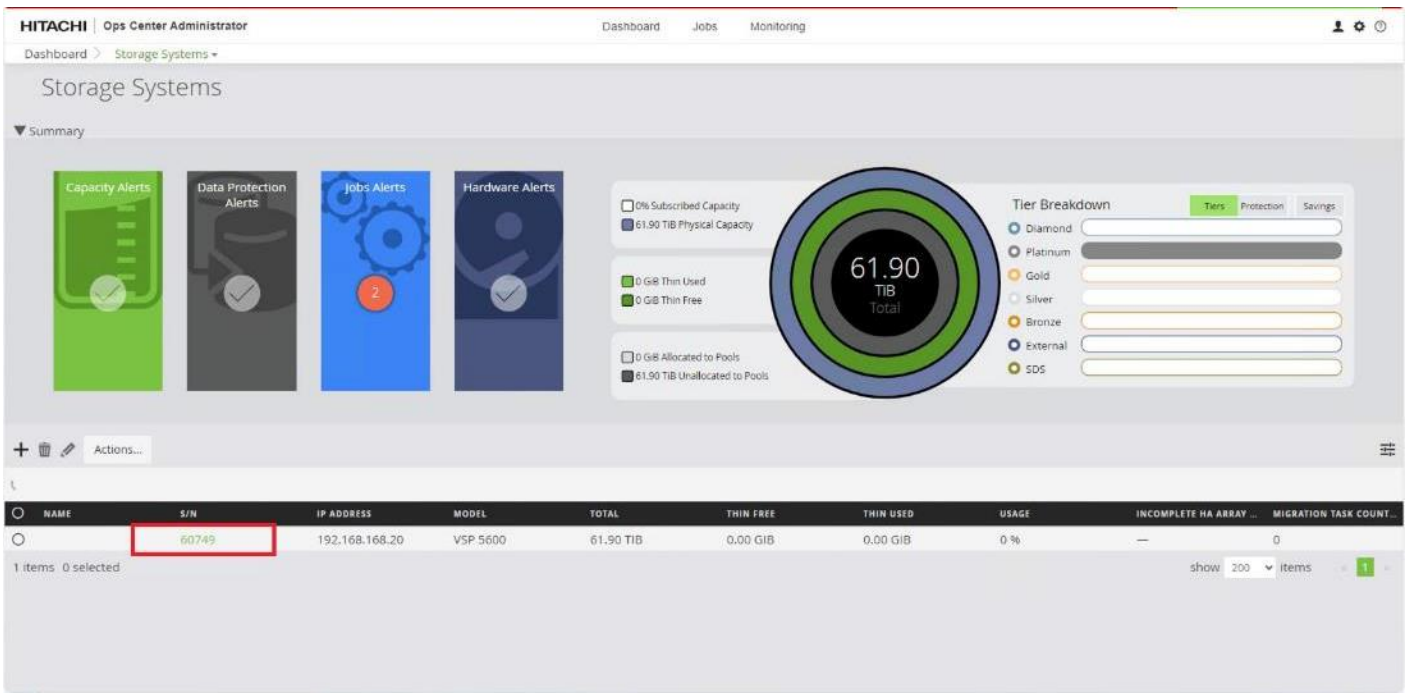 HITACHI Ops Center Administrator
Dashboard Jobs Monitoring
Dashboard Storage Systems
Storage Systems
Summary
Capacity Alerts
Data Protection Alerts
Jobs Alerts
2
Hardware Alerts
0% Subscribed Capacity
61.90 TiB Physical Capacity
0 GiB Thin Used
0 GiB Thin Free
0 GiB Allocated to Pools
61.90 TiB Unallocated to Pools
61.90
TiB
Total
Tier Breakdown
Tiers Protection Savings
Diamond
Platinum
Gold
Silver
Bronze
External
SDS
Actions...
NAME S/N IP ADDRESS MODEL TOTAL THIN FREE THIN USED USAGE INCOMPLETE HA ARRAY ... MIGRATION TASK COUNT...
60749 192.168.168.20 VSP 5600 61.90 TIB 0.00 GIB 0.00 GIB 0 % — 0
1 items 0 selected
show 200 items 1